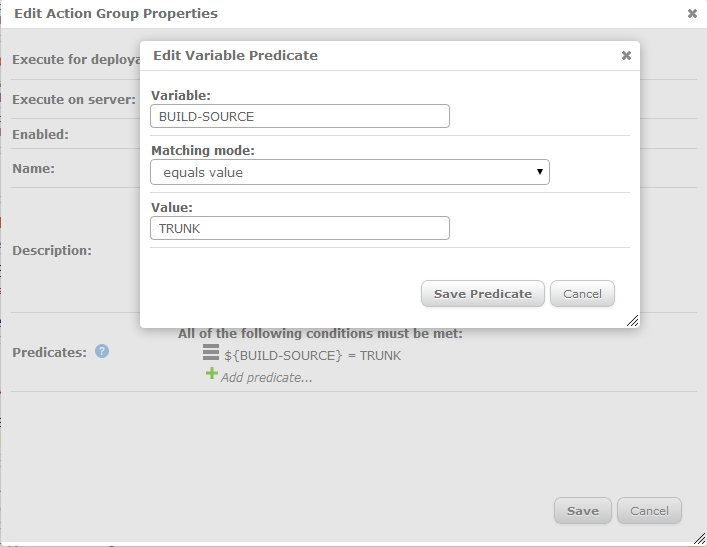 Edit Action Group Properties
Edit Variable Predicate
Execute for deploya
Variable:
Execute on server:
BUILD-SOURCE
Enabled:
Matching mode:
Name:
equals value
Value:
TRUNK
Description:
Save Predicate
Cancel
All of the following conditions must be met:
Predicates: ?
${BUILD-SOURCE} = TRUNK
Add predicate...
Save
Cancel